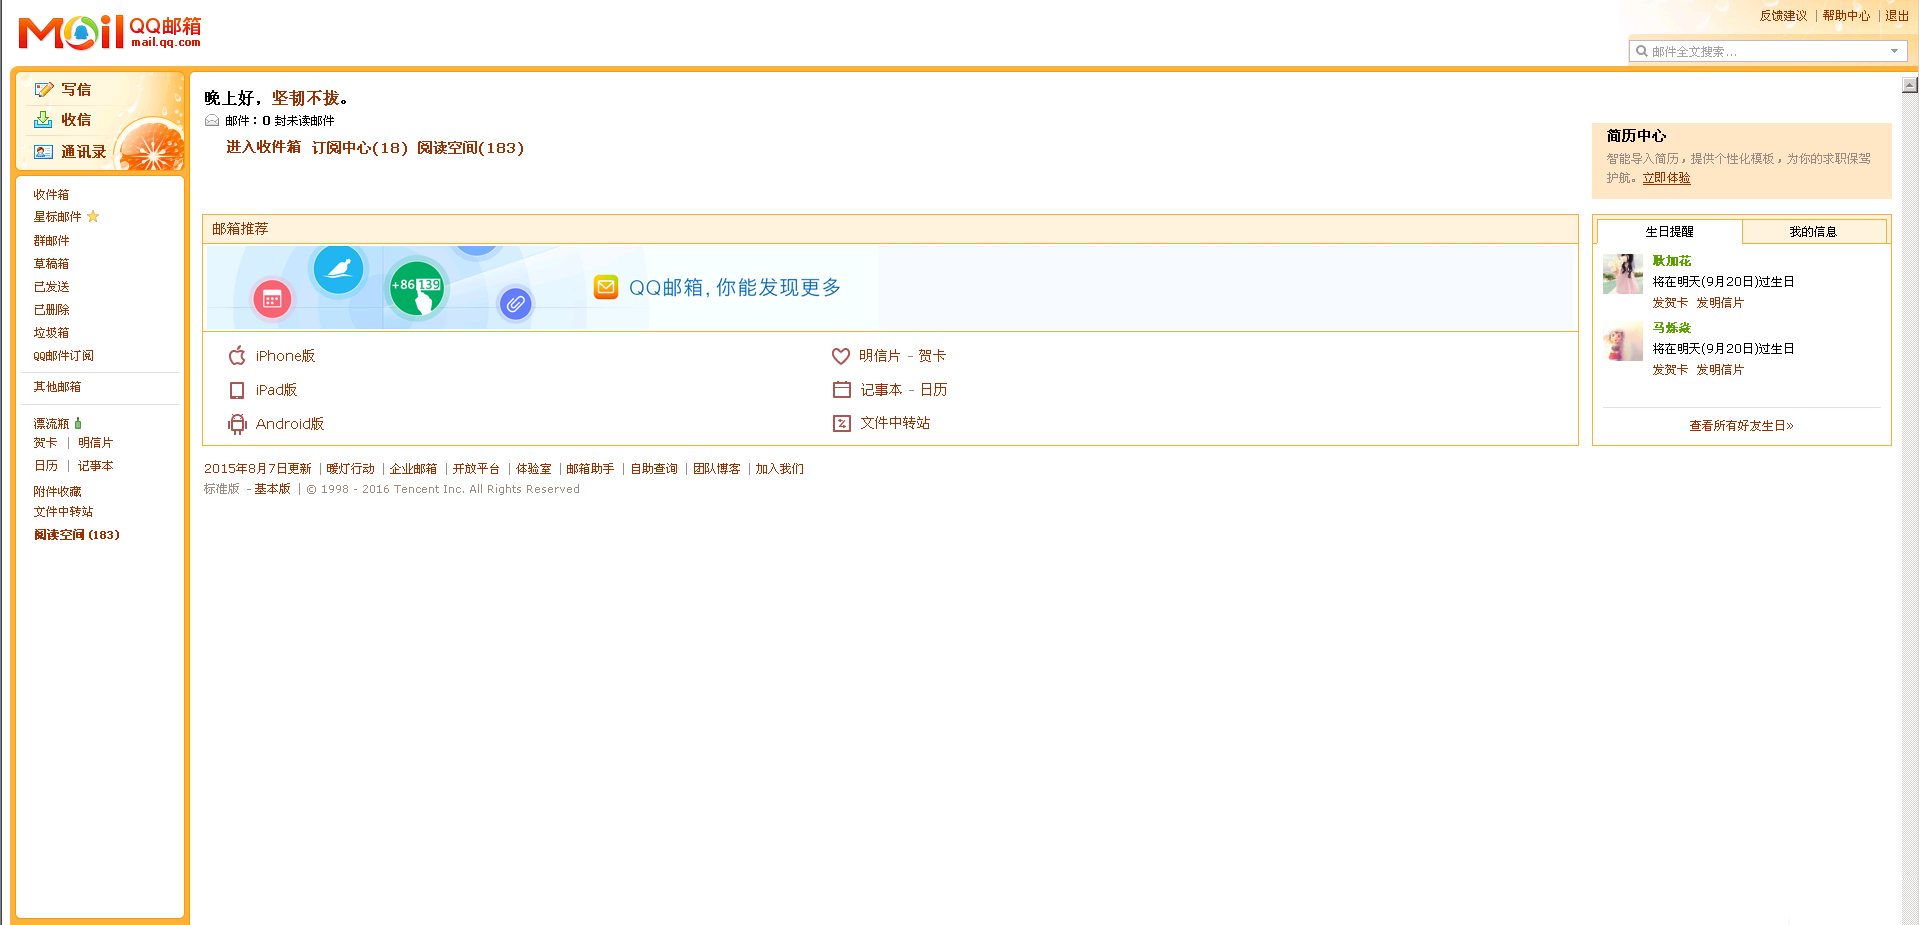 Mail QQ邮箱
mail.qq.com
反馈建议 | 帮助中心 | 退出
邮件全文搜索...
写信
收信
通讯录
收件箱
星标邮件
群邮件
草稿箱
已发送
已删除
垃圾箱
QQ邮件订阅
其他邮箱
漂流瓶
贺卡 | 明信片
日历 | 记事本
附件收藏
文件中转站
阅读空间 (183)
晚上好，坚韧不拔。
邮件：0 封未读邮件
进入收件箱 订阅中心(18) 阅读空间(183)
邮箱推荐
+86 139
QQ邮箱，你能发现更多
iPhone版
明信片 - 贺卡
iPad版
记事本 - 日历
Android版
文件中转站
2015年8月7日更新 | 暖灯行动 | 企业邮箱 | 开放平台 | 体验室 | 邮箱助手 | 自助查询 | 团队博客 | 加入我们
标准版 - 基本版 | © 1998 - 2016 Tencent Inc. All Rights Reserved
简历中心
智能导入简历，提供个性化模板，为你的求职保驾
护航。立即体验
生日提醒 我的信息
耿加花
将在明天(9月20日)过生日
发贺卡 发明信片
马烁焱
将在明天(9月20日)过生日
发贺卡 发明信片
查看所有好友生日»